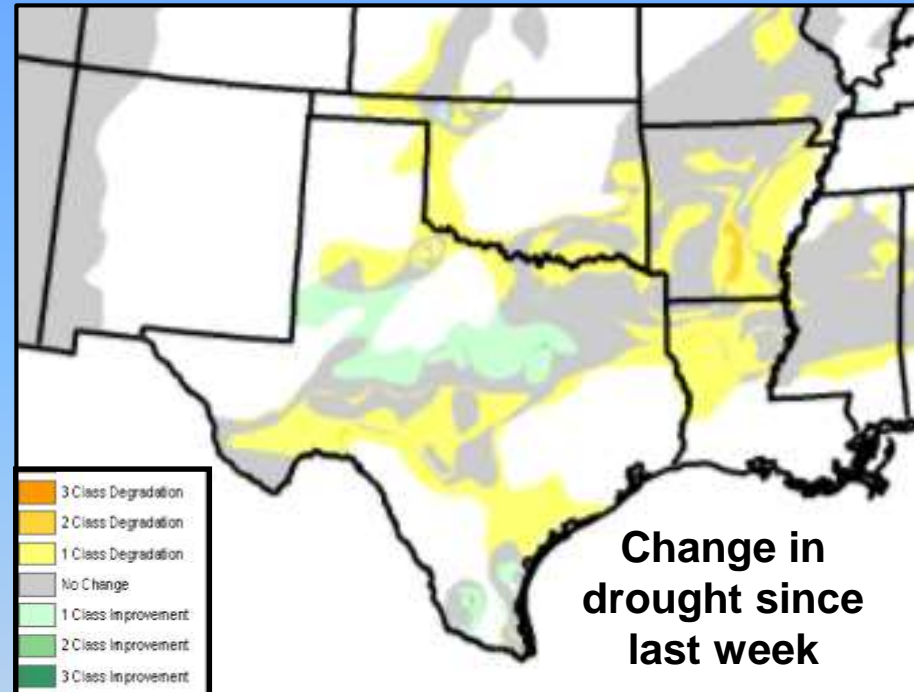 3 Class Degradation
2 Class Degradation
1 Class Degradation
No Change
1 Class Improvement
2 Class Improvement
3 Class Improvement
Change in
drought since
last week